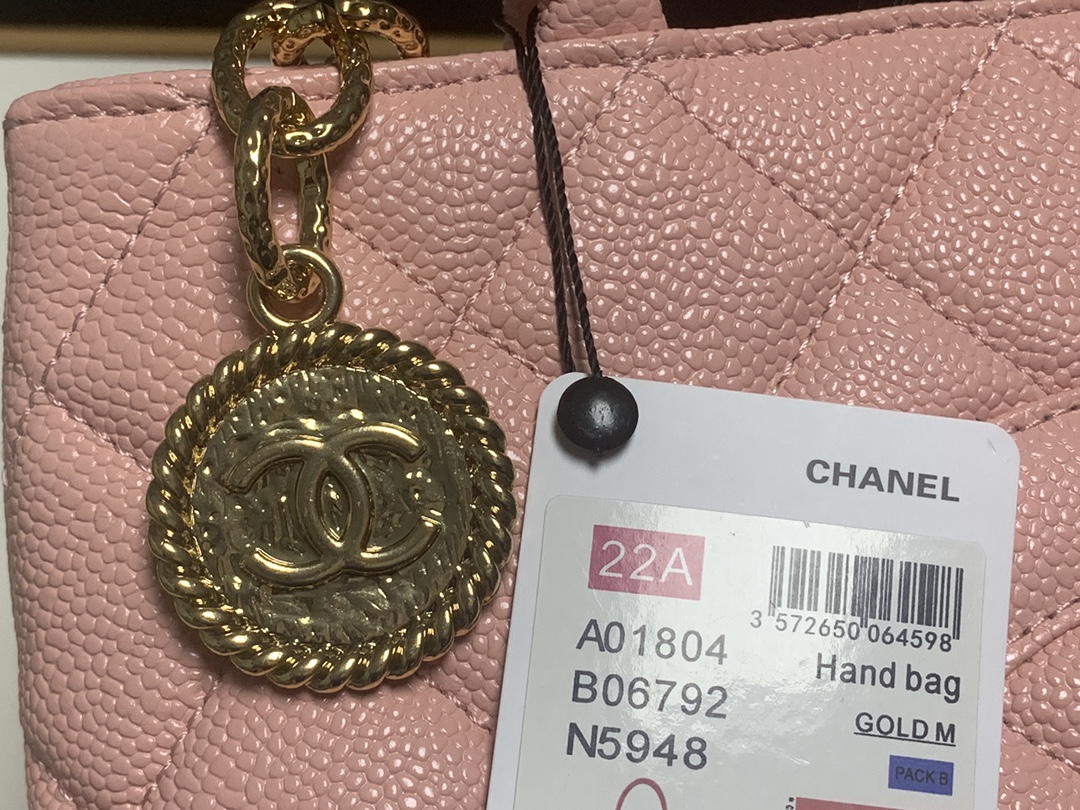 CHANEL
22A
3 572650 064598
A01804
Hand bag
B06792
GOLD M
N5948
PACK B